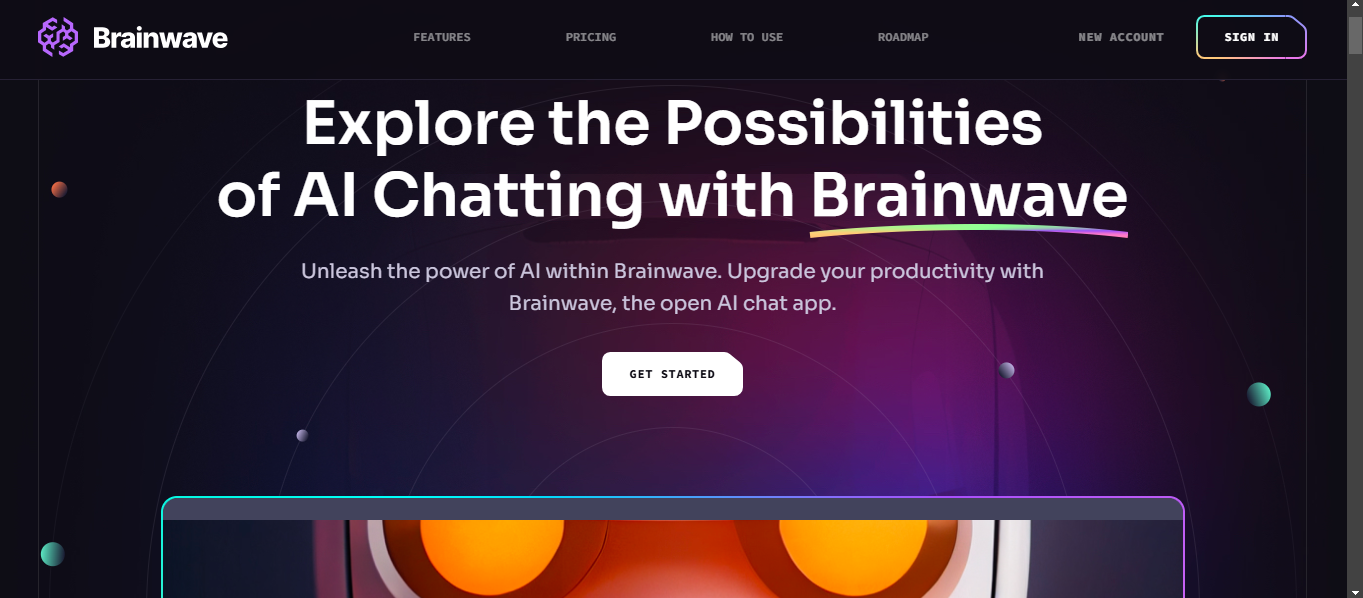 Brainwave
FEATURES
PRICING
HOW TO USE
ROADMAP
NEW ACCOUNT
SIGN IN
Explore the Possibilities
of AI Chatting with Brainwave
Unleash the power of AI within Brainwave. Upgrade your productivity with
Brainwave, the open AI chat app.
GET STARTED